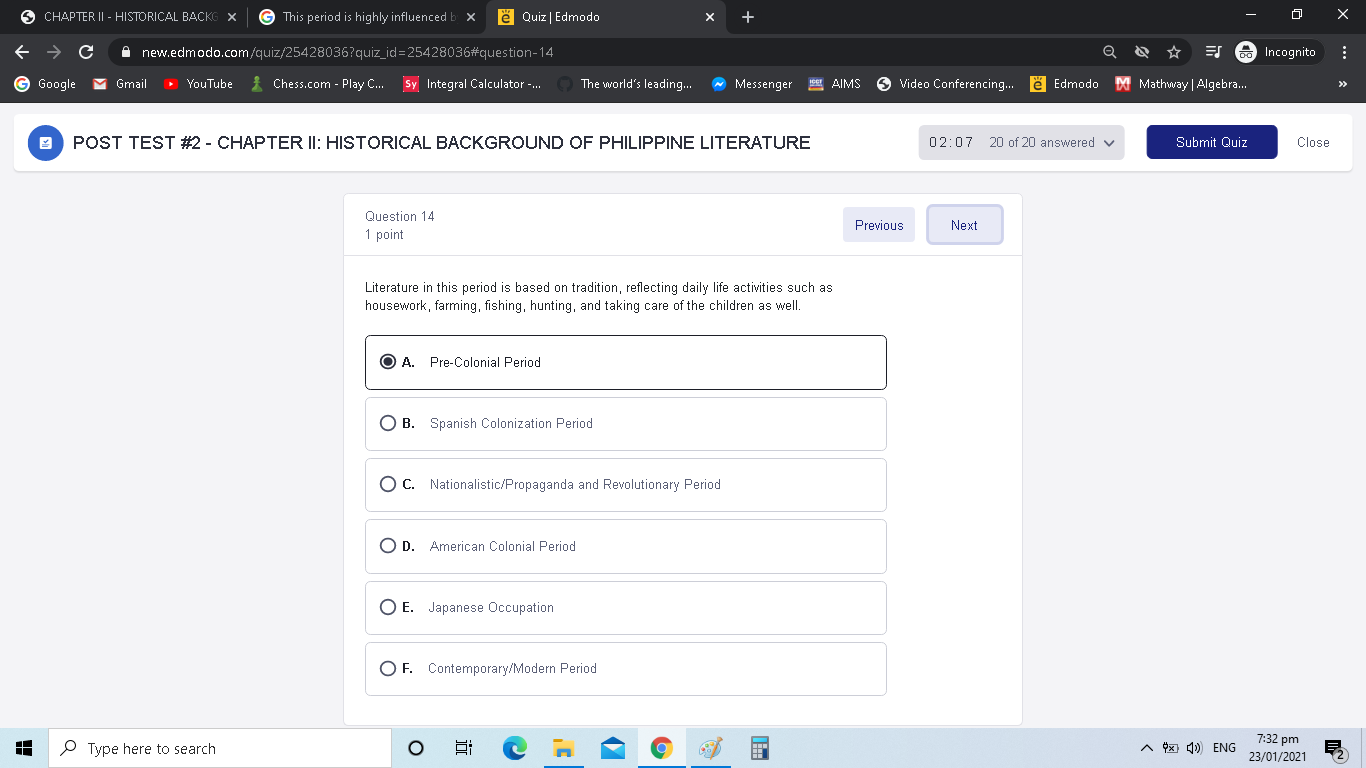 CHAPTER II - HISTORICAL BACKG
This period is highly influenced b
Quiz | Edmodo
new.edmodo.com/quiz/25428036?quiz_id=25428036#question-14
Incognito
Google
Gmail
YouTube
Chess.com - Play C...
Sy
Integral Calculator -...
The world's leading...
Messenger
AIMS
Video Conferencing...
Edmodo
Mathway | Algebra...
»
POST TEST #2 - CHAPTER II: HISTORICAL BACKGROUND OF PHILIPPINE LITERATURE
02:07 20 of 20 answered
Submit Quiz
Close
Question 14
1 point
Previous
Next
Literature in this period is based on tradition, reflecting daily life activities such as
housework, farming, fishing, hunting, and taking care of the children as well.
A. Pre-Colonial Period
B. Spanish Colonization Period
C. Nationalistic/Propaganda and Revolutionary Period
D. American Colonial Period
E. Japanese Occupation
F. Contemporary/Modern Period
Type here to search
ENG
7:32 pm
23/01/2021
2